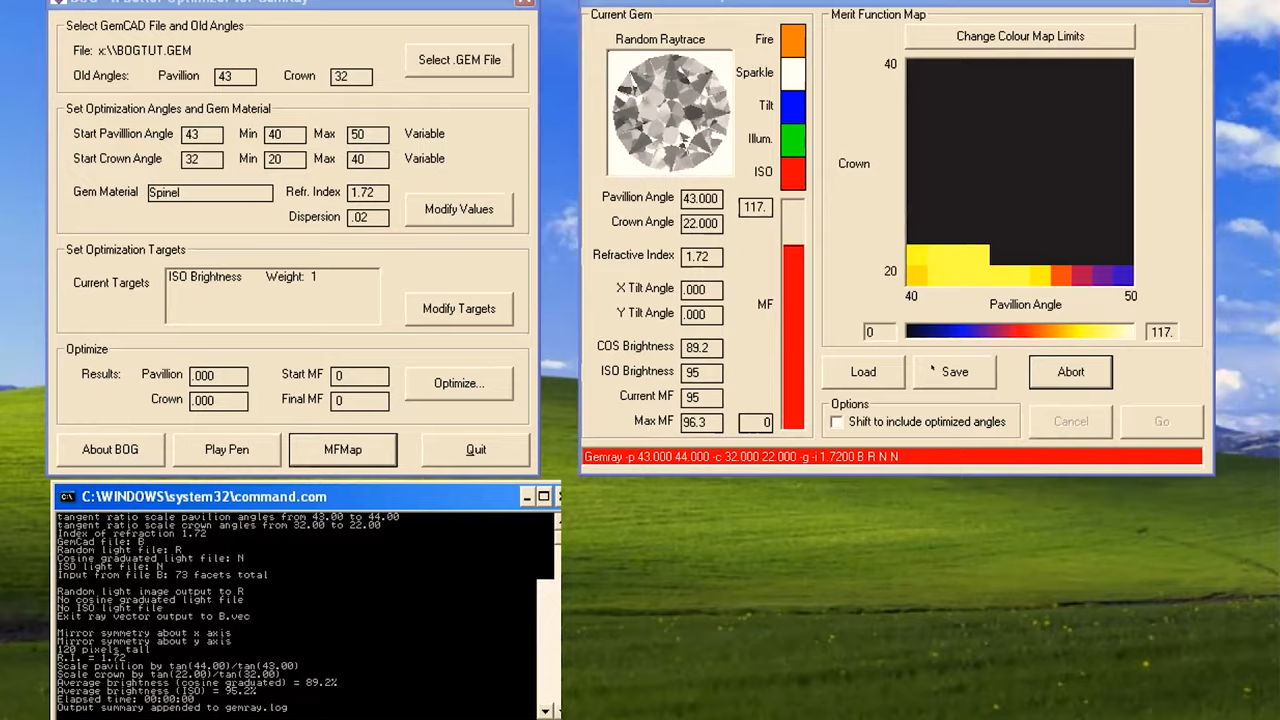 BOG - A Better Optimizer for GemRay
Select GemCAD File and Old Angles
File: x:\\BOGTUT.GEM
Select .GEM File
Old Angles: Pavillion 43 Crown 32
Set Optimization Angles and Gem Material
Start Pavilllion Angle 43 Min 40 Max 50 Variable
Start Crown Angle 32 Min 20 Max 40 Variable
Gem Material Spinel Refr. Index 1.72
Modify Values
Dispersion .02
Set Optimization Targets
Current Targets ISO Brightness Weight: 1
Modify Targets
Optimize
Results: Pavillion .000 Start MF 0
Optimize...
Crown .000 Final MF 0
About BOG Play Pen MFMap Quit
Current Gem
Random Raytrace
Fire
Sparkle
Tilt
Illum.
ISO
Pavillion Angle 43.000
117.
Crown Angle 22.000
Refractive Index 1.72
X Tilt Angle .000
Y Tilt Angle .000
MF
COS Brightness 89.2
ISO Brightness 95
Current MF 95
Max MF 96.3
0
Merit Function Map
Change Colour Map Limits
40
Crown
20
40 50
Pavillion Angle
0 117.
Load Save Abort
Options
Shift to include optimized angles
Cancel Go
Gemray -p 43.000 44.000 -c 32.000 22.000 -g -i 1.7200 B R N N
C:\WINDOWS\system32\command.com
tangent ratio scale pavilion angles from 43.00 to 44.00
tangent ratio scale crown angles from 32.00 to 22.00
Index of refraction 1.72
GemCad file: B
Random light file: R
Cosine graduated light file: N
ISO light file: N
Input from file B: 73 facets total
Random light image output to R
No cosine graduated light file
No ISO light file
Exit ray vector output to B.vec
Mirror symmetry about x axis
Mirror symmetry about y axis
120 pixels tall
R.I. = 1.72
Scale pavilion by tan(44.00)/tan(43.00)
Scale crown by tan(22.00)/tan(32.00)
Average brightness (cosine graduated) = 89.2%
Average brightness (ISO) = 95.2%
Elapsed time: 00:00:00
Output summary appended to gemray.log